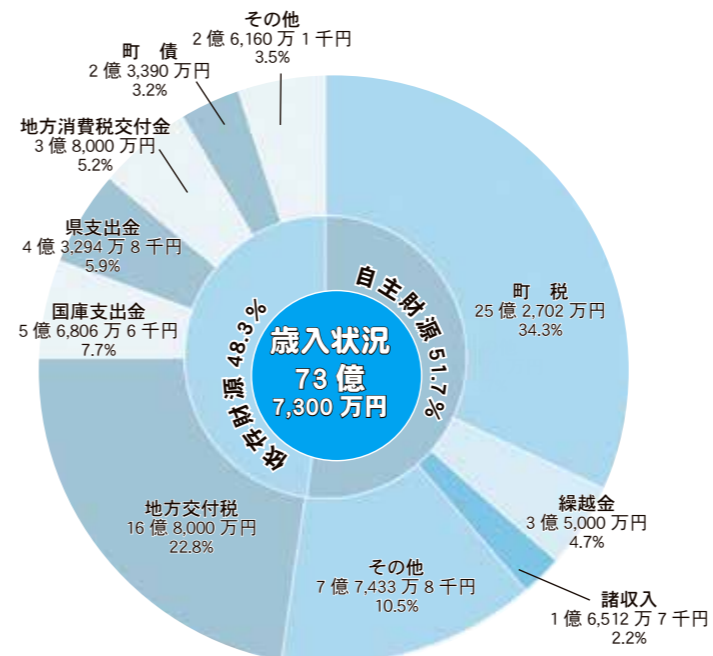 その他
2億6,160万1千円
3.5%
町　債
2億3,390万円
3.2%
地方消費税交付金
3億8,000万円
5.2%
県支出金
4億3,294万8千円
5.9%
国庫支出金
5億6,806万6千円
7.7%
地方交付税
16億8,000万円
22.8%
依存財源 48.3%
自主財源 51.7%
歳入状況
73億
7,300万円
町　税
25億2,702万円
34.3%
繰越金
3億5,000万円
4.7%
諸収入
1億6,512万7千円
2.2%
その他
7億7,433万8千円
10.5%